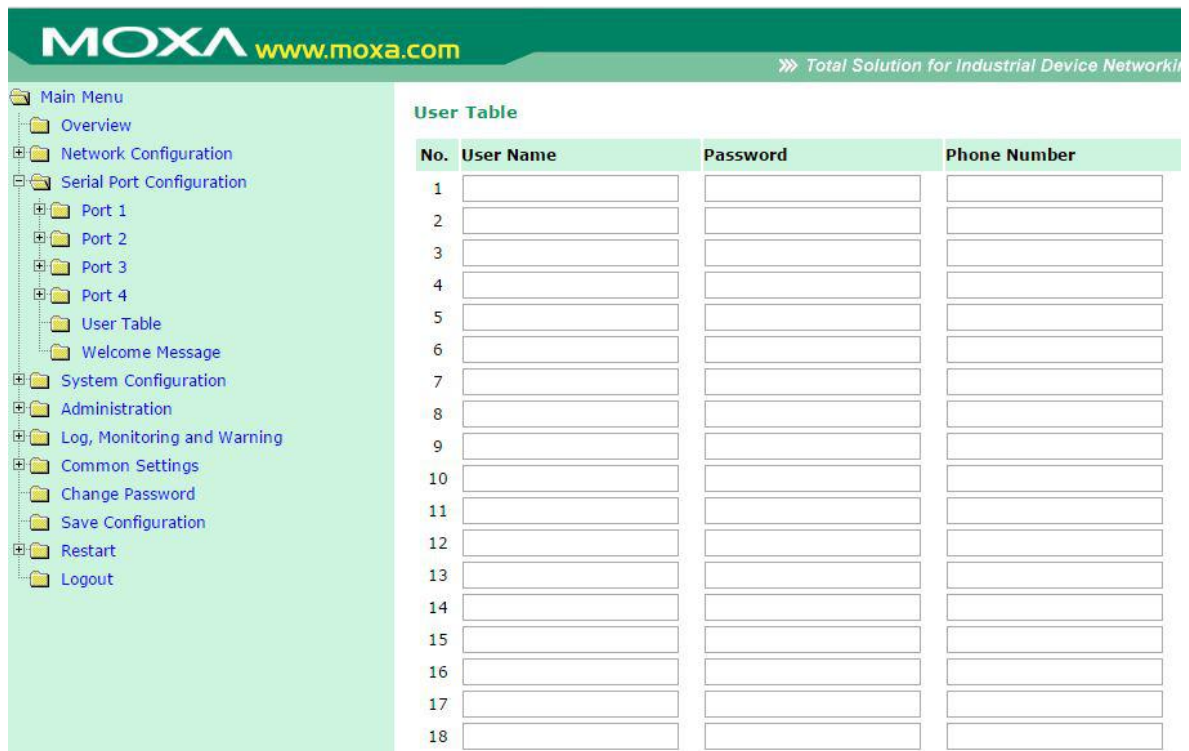 MOXA www.moxa.com
Total Solution for Industrial Device
Main Menu
Overview
Network Configuration
Serial Port Configuration
Port 1
Port 2
Port 3
Port 4
User Table
Welcome Message
System Configuration
Administration
Log, Monitoring and Warning
Common Settings
Change Password
Save Configuration
Restart
Logout
User Table
No. User Name Password Phone Number
1
2
3
4
5
6
7
8
9
10
11
12
13
14
15
16
17
18